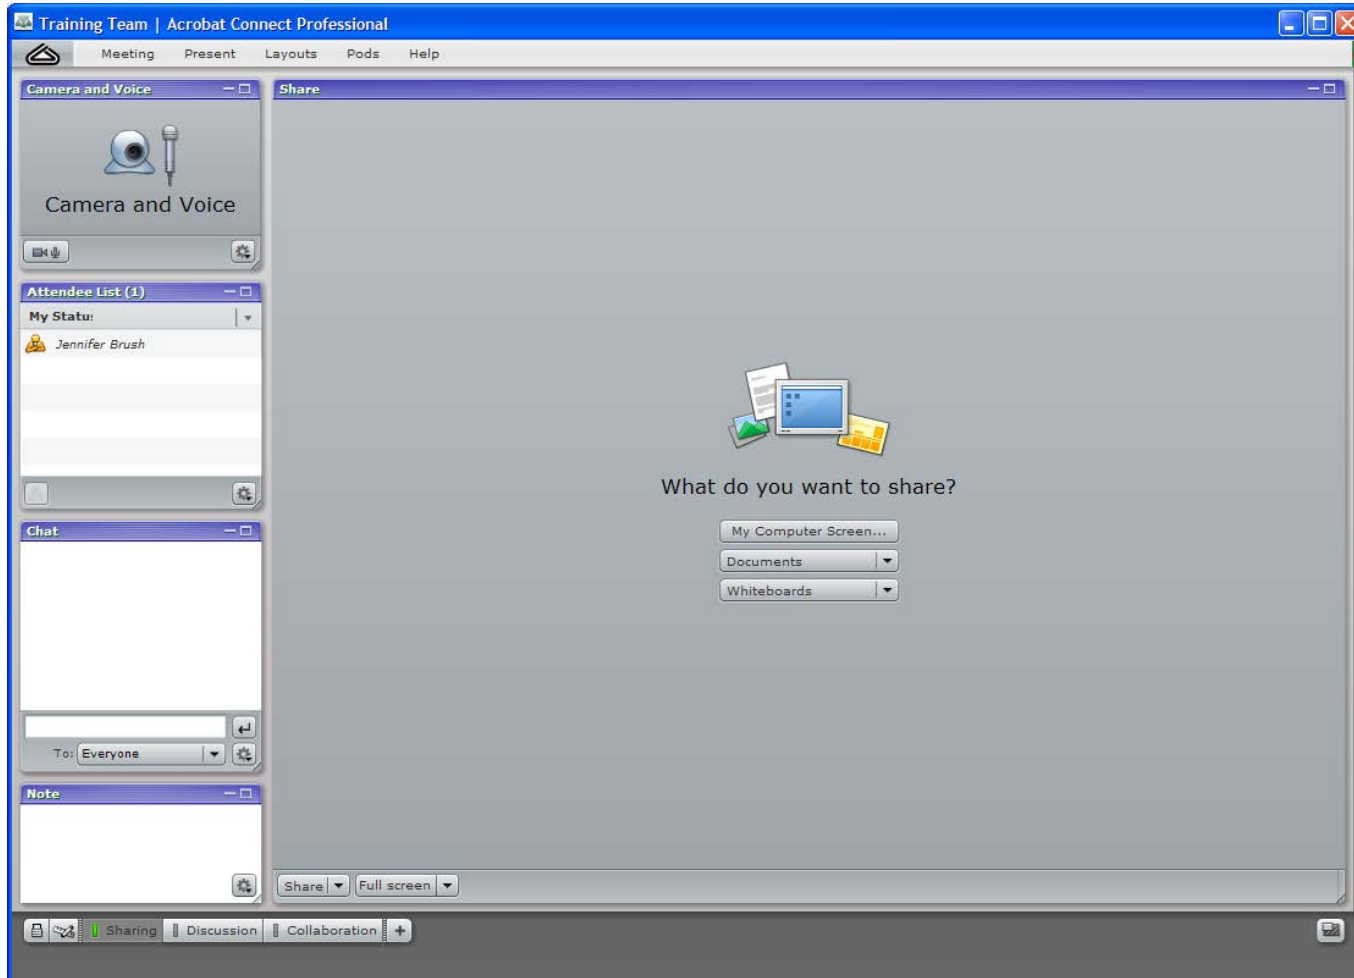 Training Team | Acrobat Connect Professional
Meeting Present Layouts Pods Help
Camera and Voice
Camera and Voice
Attendee List (1)
My Statu:
Jennifer Brush
Chat
To: Everyone
Note
Share
What do you want to share?
My Computer Screen...
Documents
Whiteboards
Share Full screen
Sharing Discussion Collaboration +